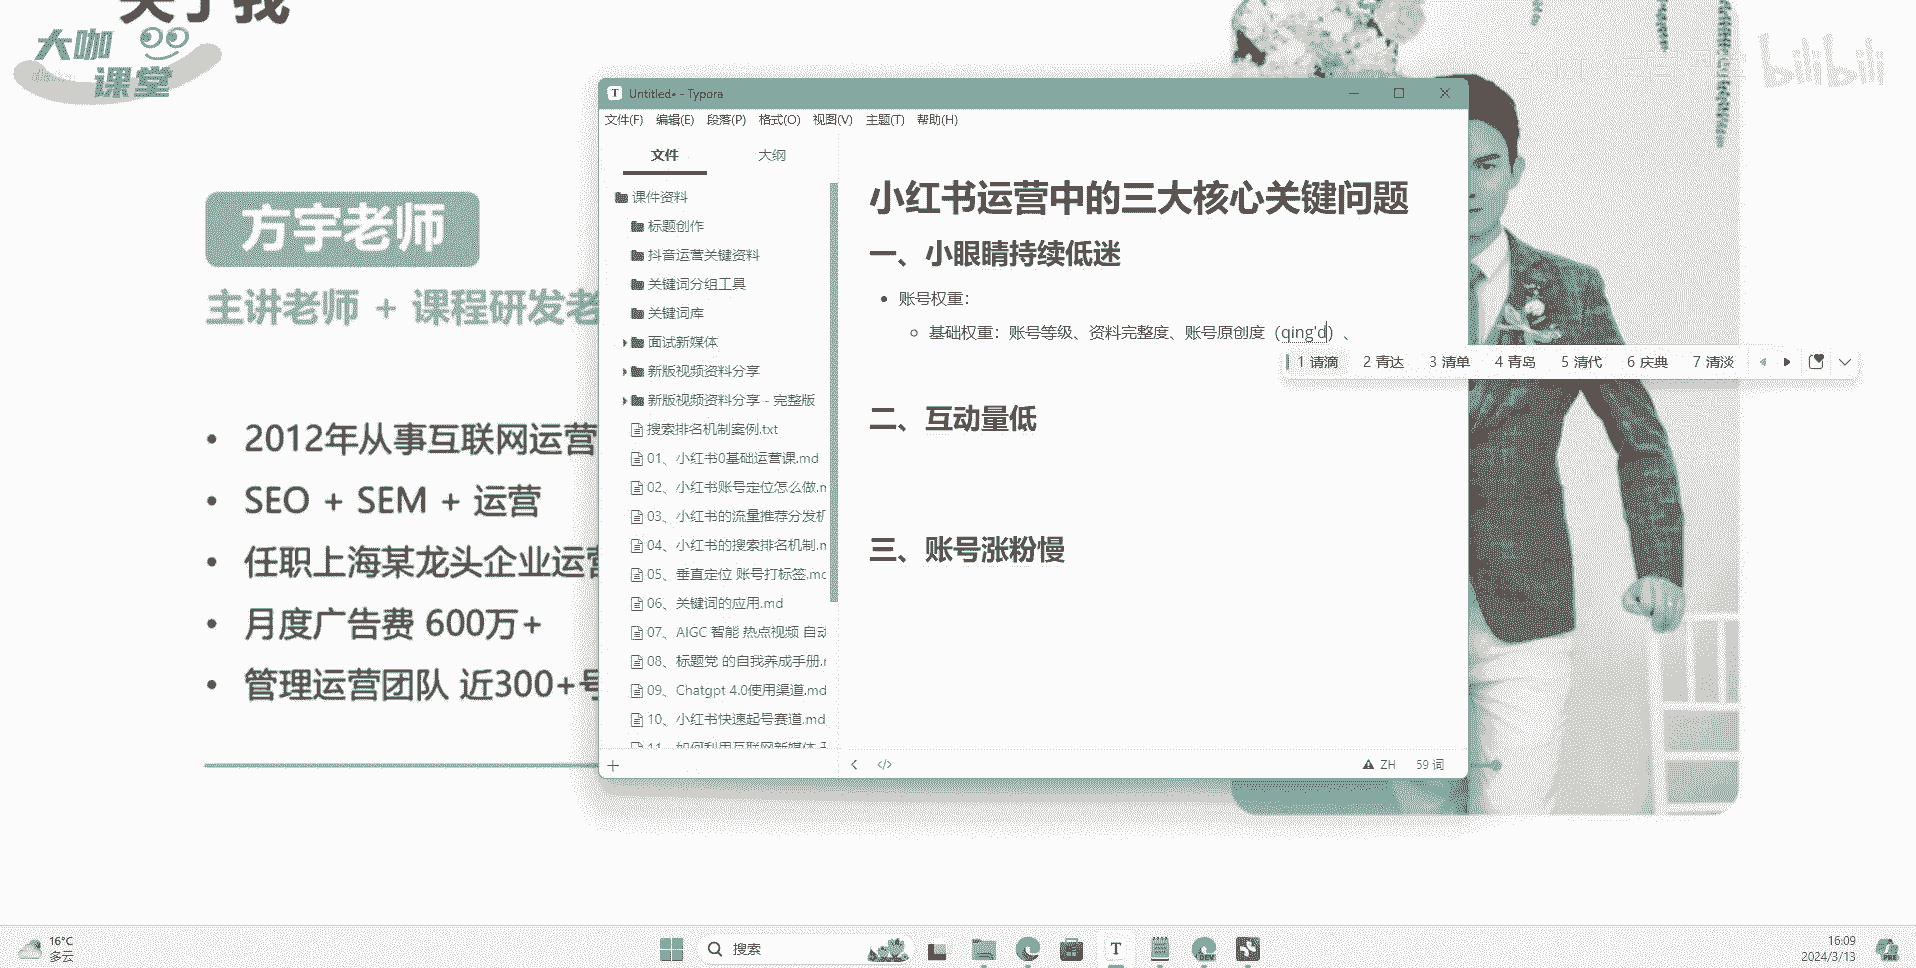 关于我
大咖
课堂
bilibili
方宇老师
主讲老师 + 课程研发老
2012年从事互联网运营
SEO + SEM + 运营
任职上海某龙头企业运营
月度广告费 600万+
管理运营团队 近300+号
Untitled• - Typora
文件(F) 编辑(E) 段落(P) 格式(O) 视图(V) 主题(T) 帮助(H)
文件 大纲
课件资料
标题创作
抖音运营关键资料
关键词分组工具
关键词库
面试新媒体
新版视频资料分享
新版视频资料分享 - 完整版
搜索排名机制案例.txt
01、小红书0基础运营课.md
02、小红书账号定位怎么做.m
03、小红书的流量推荐分发机
04、小红书的搜索排名机制.m
05、垂直定位 账号打标签.md
06、关键词的应用.md
07、AIGC 智能 热点视频 自动
08、标题党 的自我养成手册.m
09、Chatgpt 4.0使用渠道.md
10、小红书快速起号赛道.md
11、如何利用互联网新媒体
小红书运营中的三大核心关键问题
一、小眼睛持续低迷
账号权重：
基础权重：账号等级、资料完整度、账号原创度（qing'd）、
1 请滴 2 青达 3 清单 4 青岛 5 清代 6 庆典 7 清淡
二、互动量低
三、账号涨粉慢
ZH 59 词
16°C
多云
搜索
T
DEV
16:09
2024/3/13
PRE